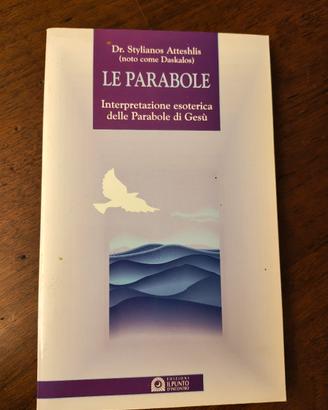 Dr. Stylianos Atteshlis
(noto come Daskalos)
LE PARABOLE
Interpretazione esoterica
delle Parabole di Gesù
EDIZIONI
IL PUNTO
D'INCONTRO